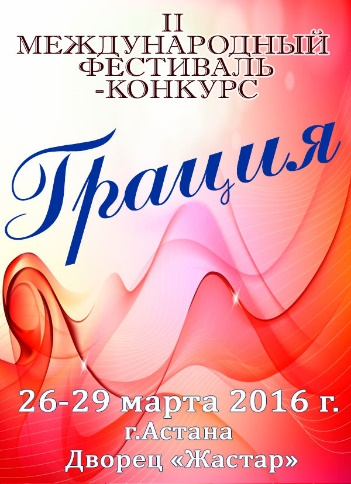 II
МЕЖДУНАРОДНЫЙ
ФЕСТИВАЛЬ
-КОНКУРС
Грация
26-29 марта 2016 г.
г.Астана
Дворец «Жастар»